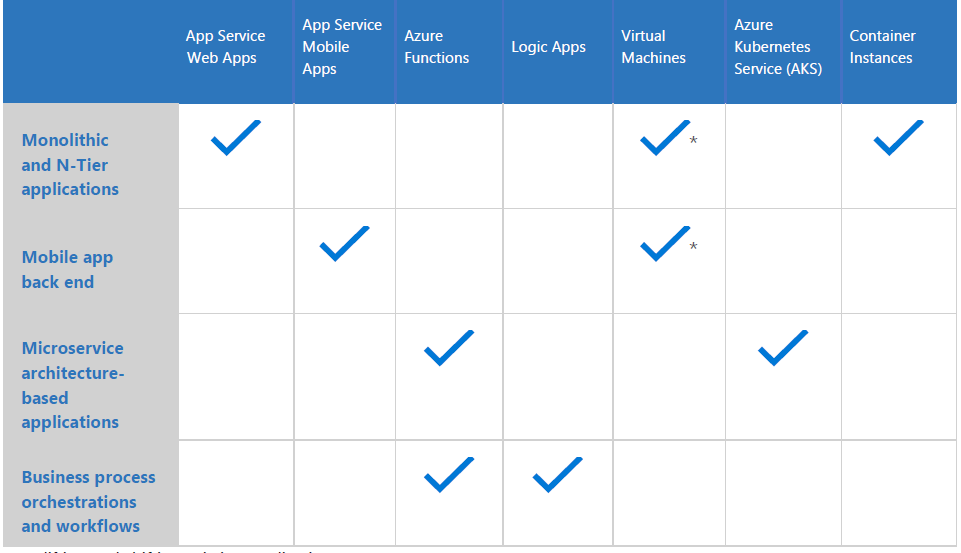 App Service
Web Apps
App Service
Mobile
Apps
Azure
Functions
Logic Apps
Virtual
Machines
Azure
Kubernetes
Service (AKS)
Container
Instances
Monolithic
and N-Tier
applications
*
Mobile app
back end
*
Microservice
architecture-
based
applications
Business process
orchestrations
and workflows